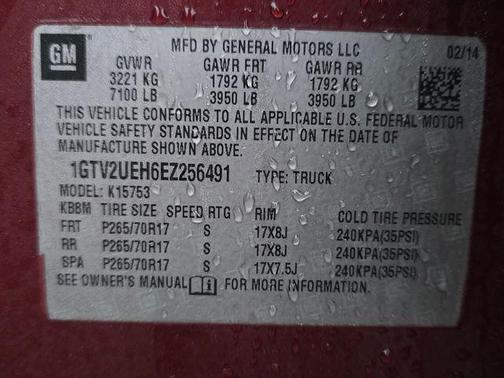 GM
MFD BY GENERAL MOTORS LLC 02/14
GVWR GAWR FRT GAWR RR
3221 KG 1792 KG 1792 KG
7100 LB 3950 LB 3950 LB
THIS VEHICLE CONFORMS TO ALL APPLICABLE U.S. FEDERAL MOTOR
VEHICLE SAFETY STANDARDS IN EFFECT ON THE DATE OF
MANUFACTURE SHOWN ABOVE.
1GTV2UEH6EZ256491 TYPE: TRUCK
MODEL: K15753
KBBM TIRE SIZE SPEED RTG RIM COLD TIRE PRESSURE
FRT P265/70R17 S 17X8J 240KPA(35PSI)
RR P265/70R17 S 17X8J 240KPA(35PSI)
SPA P265/70R17 S 17X7.5J 240KPA(35PSI)
SEE OWNER'S MANUAL FOR MORE INFORMATION.